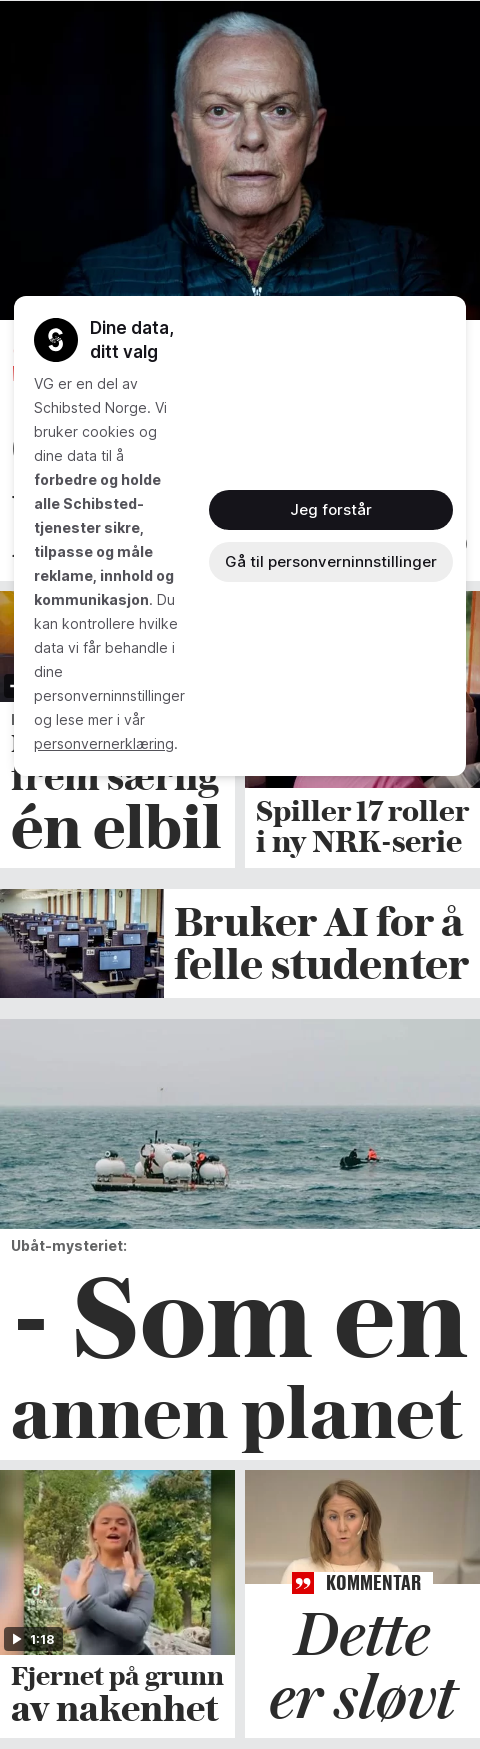 Dine data,
ditt valg
VG er en del av
Schibsted Norge. Vi
bruker cookies og
dine data til å
forbedre og holde
alle Schibsted-
tjenester sikre,
tilpasse og måle
reklame, innhold og
kommunikasjon. Du
kan kontrollere hvilke
data vi får behandle i
dine
personverninnstillinger
og lese mer i vår
personvernerklæring.
Jeg forstår
Gå til personverninnstillinger
frem særlig
én elbil
Spiller 17 roller
i ny NRK-serie
Bruker AI for å
felle studenter
Ubåt-mysteriet:
- Som en
annen planet
1:18
Fjernet på grunn
av nakenhet
KOMMENTAR
Dette
er sløvt